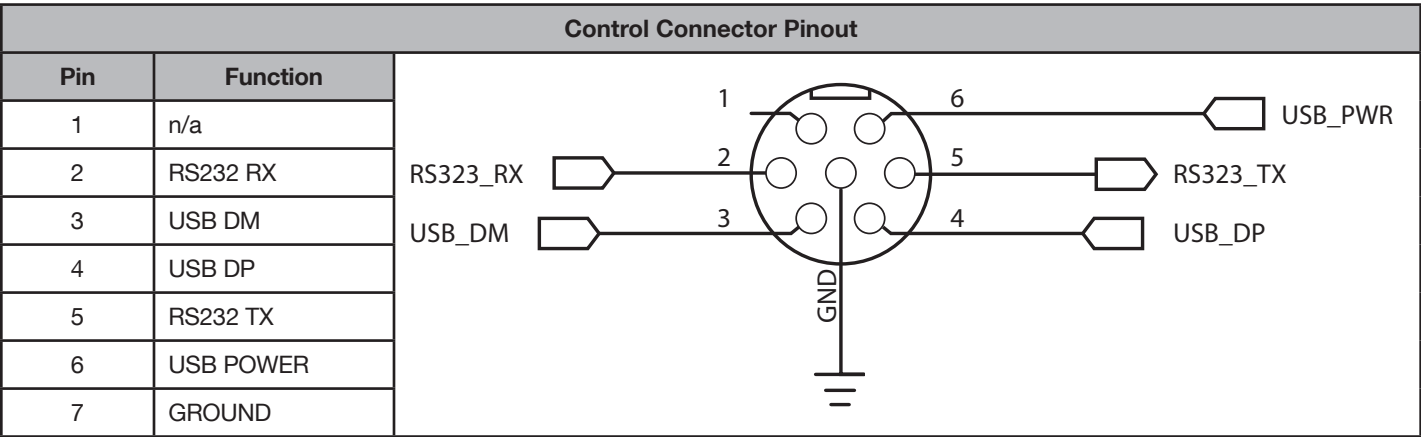 Control Connector Pinout
Pin Function
1 n/a
2 RS232 RX
3 USB DM
4 USB DP
5 RS232 TX
6 USB POWER
7 GROUND
1 6 USB_PWR
RS323_RX 2 5 RS323_TX
USB_DM 3 4 USB_DP
GND